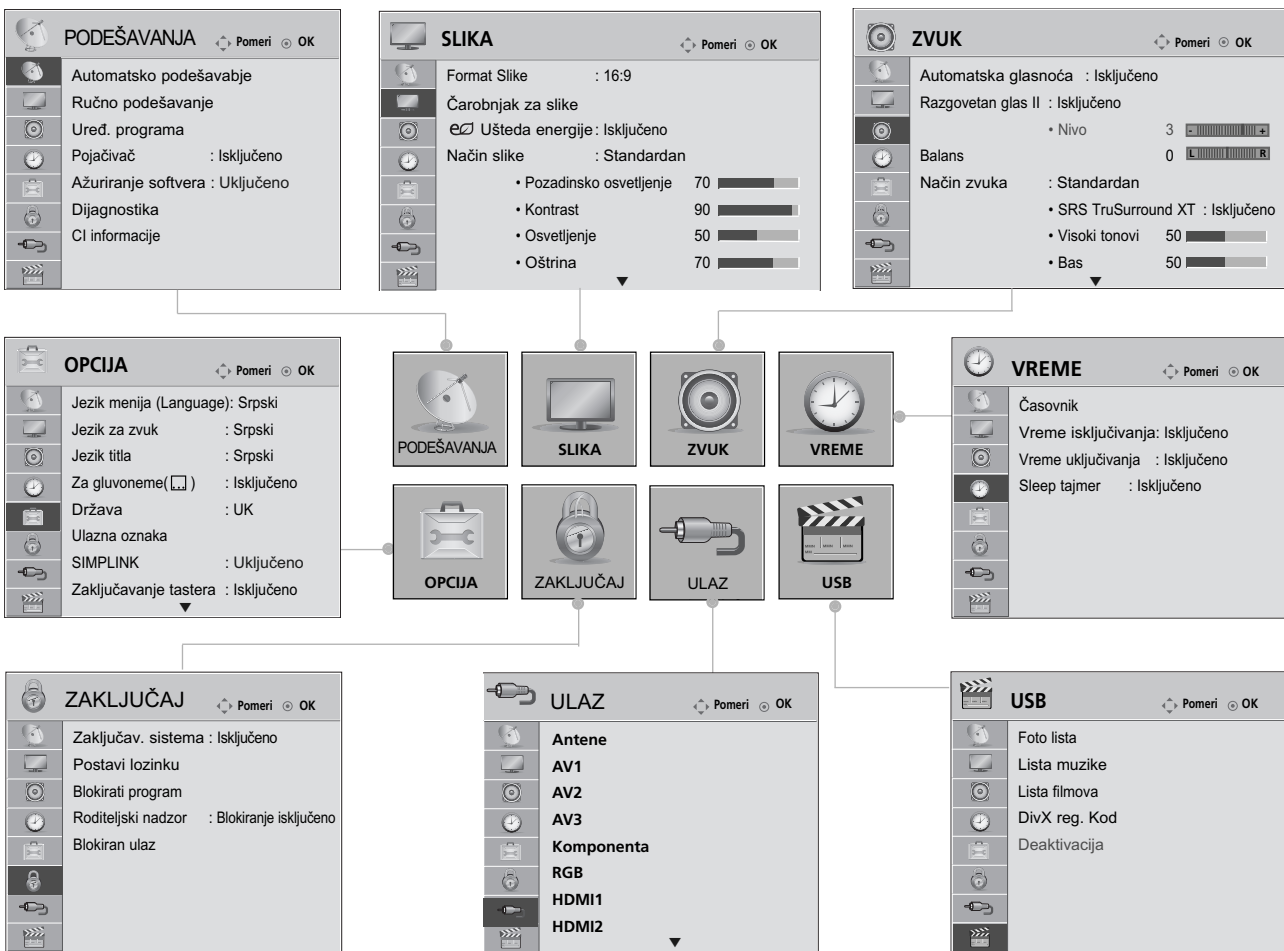 PODEŠAVANJA Pomeri OK
Automatsko podešavabje
Ručno podešavanje
Uređ. programa
Pojačivač : Isključeno
Ažuriranje softvera : Uključeno
Dijagnostika
CI informacije
SLIKA Pomeri OK
Format Slike : 16:9
Čarobnjak za slike
Ušteda energije : Isključeno
Način slike : Standardan
• Pozadinsko osvetljenje 70
• Kontrast 90
• Osvetljenje 50
• Oštrina 70
ZVUK Pomeri OK
Automatska glasnoća : Isključeno
Razgovetan glas II : Isključeno
• Nivo 3 - +
Balans 0 L R
Način zvuka : Standardan
• SRS TruSurround XT : Isključeno
• Visoki tonovi 50
• Bas 50
OPCIJA Pomeri OK
Jezik menija (Language): Srpski
Jezik za zvuk : Srpski
Jezik titla : Srpski
Za gluvoneme( ) : Isključeno
Država : UK
Ulazna oznaka
SIMPLINK : Uključeno
Zaključavanje tastera : Isključeno
PODEŠAVANJA
SLIKA
ZVUK
VREME
OPCIJA
ZAKLJUČAJ
ULAZ
USB
VREME Pomeri OK
Časovnik
Vreme isključivanja: Isključeno
Vreme uključivanja : Isključeno
Sleep tajmer : Isključeno
ZAKLJUČAJ Pomeri OK
Zaključav. sistema : Isključeno
Postavi lozinku
Blokirati program
Roditeljski nadzor : Blokiranje isključeno
Blokiran ulaz
ULAZ Pomeri OK
Antene
AV1
AV2
AV3
Komponenta
RGB
HDMI1
HDMI2
USB Pomeri OK
Foto lista
Lista muzike
Lista filmova
DivX reg. Kod
Deaktivacija